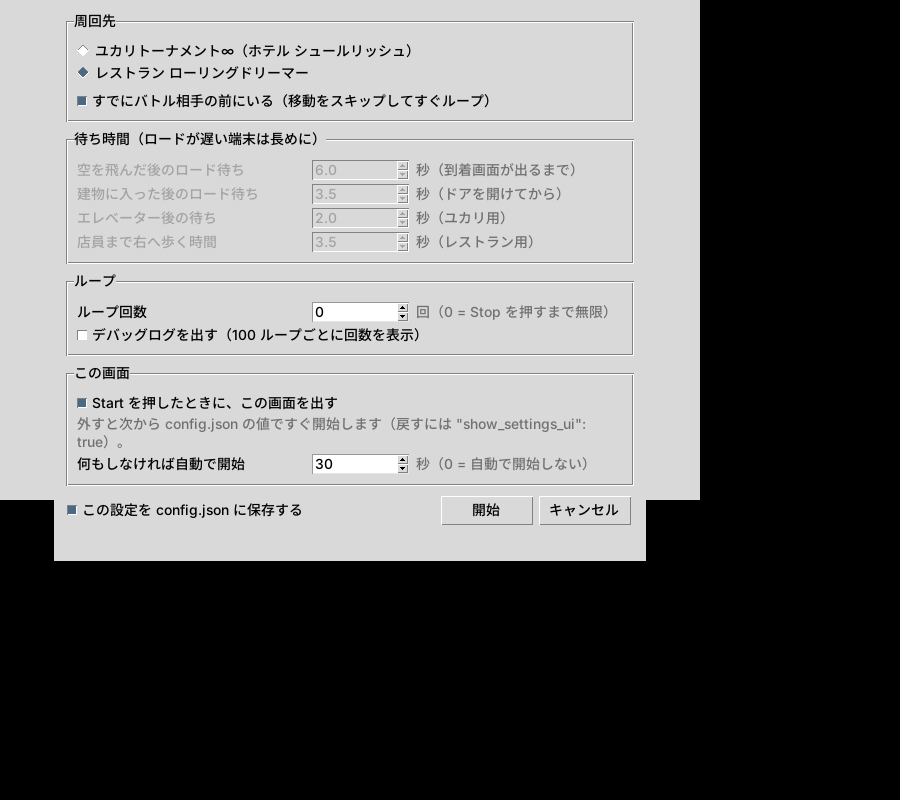 周回先
ユカリトーナメント∞（ホテル シュールリッシュ）
レストラン ローリングドリーマー
すでにバトル相手の前にいる（移動をスキップしてすぐループ）
待ち時間（ロードが遅い端末は長めに）
空を飛んだ後のロード待ち 6.0 秒（到着画面が出るまで）
建物に入った後のロード待ち 3.5 秒（ドアを開けてから）
エレベーター後の待ち 2.0 秒（ユカリ用）
店員まで右へ歩く時間 3.5 秒（レストラン用）
ループ
ループ回数 0 回（0 = Stop を押すまで無限）
デバッグログを出す（100 ループごとに回数を表示）
この画面
Start を押したときに、この画面を出す
外すと次から config.json の値ですぐ開始します（戻すには "show_settings_ui":
true）。
何もしなければ自動で開始 30 秒（0 = 自動で開始しない）
この設定を config.json に保存する 開始 キャンセル